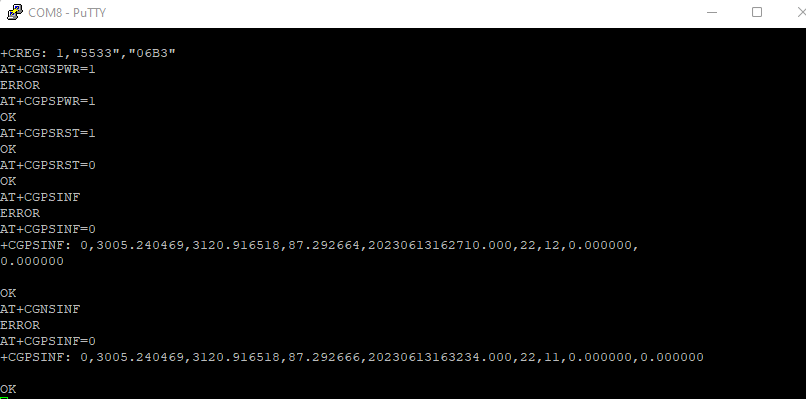 COM8 - PuTTY
+CREG: 1,"5533","06B3"
AT+CGNSPWR=1
ERROR
AT+CGPSPWR=1
OK
AT+CGPSRST=1
OK
AT+CGPSRST=0
OK
AT+CGPSINF
ERROR
AT+CGPSINF=0
+CGPSINF: 0,3005.240469,3120.916518,87.292664,20230613162710.000,22,12,0.000000,
0.000000
OK
AT+CGNSINF
ERROR
AT+CGPSINF=0
+CGPSINF: 0,3005.240469,3120.916518,87.292666,20230613163234.000,22,11,0.000000,0.000000
OK